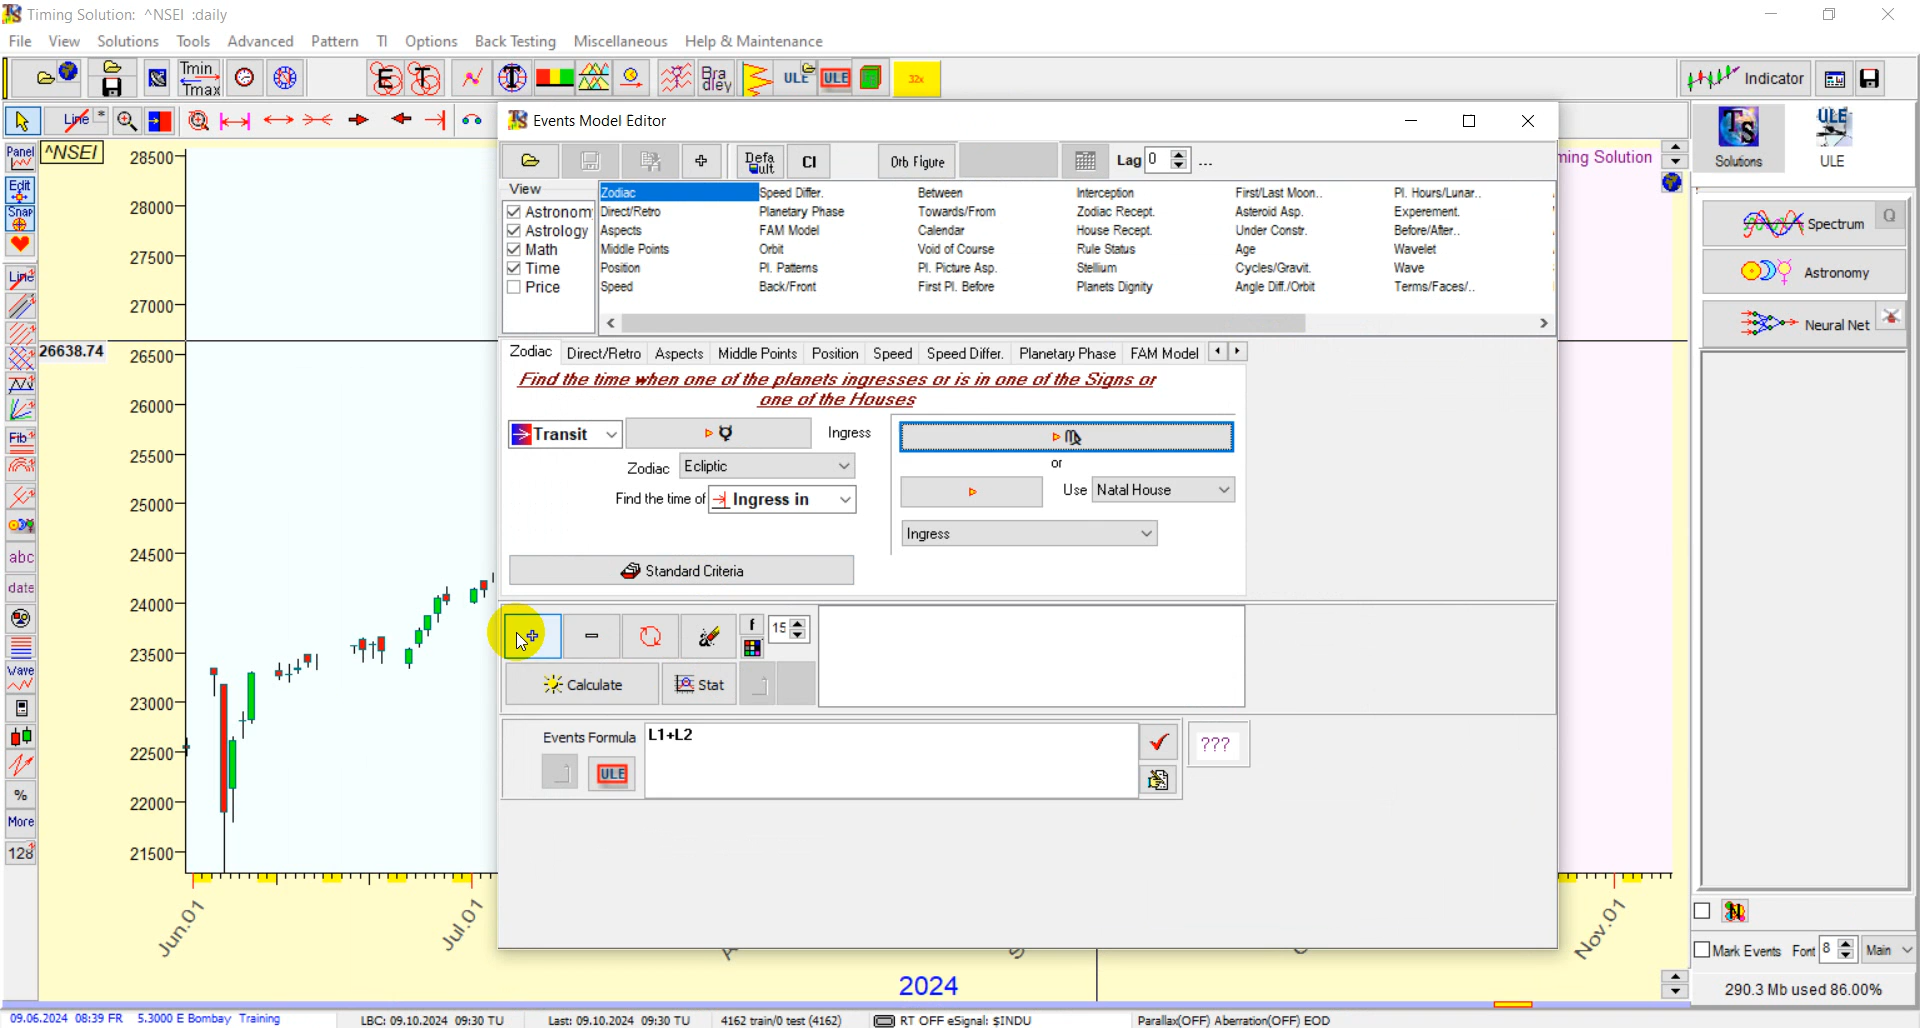 Timing Solution: ^NSEI :daily
File View Solutions Tools Advanced Pattern TI Options Back Testing Miscellaneous Help & Maintenance
Tmin
Tmax
E T
Bra
dley
ULE ULE 32x
Indicator
Line *
Events Model Editor
Solutions ULE
ULE
Panel
^NSEI
ming Solution
Defa
ult
CI
Orb Figure
Lag 0 ...
Edit
Snap
Line
Fib
abc
date
Wave
%
More
128
28500
28000
27500
27000
26638.74
26500
26000
25500
25000
24500
24000
23500
23000
22500
22000
21500
View
Astronom
Astrology
Math
Time
Price
Zodiac Speed Differ. Between Interception First/Last Moon.. Pl. Hours/Lunar..
Direct/Retro Planetary Phase Towards/From Zodiac Recept. Asteroid Asp. Experement.
Aspects FAM Model Calendar House Recept. Under Constr. Before/After..
Middle Points Orbit Void of Course Rule Status Age Wavelet
Position Pl. Patterns Pl. Picture Asp. Stellium Cycles/Gravit. Wave
Speed Back/Front First Pl. Before Planets Dignity Angle Diff./Orbit Terms/Faces/..
Zodiac Direct/Retro Aspects Middle Points Position Speed Speed Differ. Planetary Phase FAM Model
Find the time when one of the planets ingresses or is in one of the Signs or
one of the Houses
Transit ☿ Ingress ♍
Zodiac Ecliptic
or
Find the time of Ingress in
Use Natal House
Ingress
Standard Criteria
f 15
Calculate Stat
Events Formula L1+L2
ULE
???
Spectrum Q
Astronomy
Neural Net
Mark Events Font 8 Main
290.3 Mb used 86.00%
Jun.01
Jul.01
Nov.01
2024
09.06.2024 08:39 FR 5.3000 E Bombay Training LBC: 09.10.2024 09:30 TU Last: 09.10.2024 09:30 TU 4162 train/0 test (4162) RT OFF eSignal: $INDU Parallax(OFF) Aberration(OFF) EOD